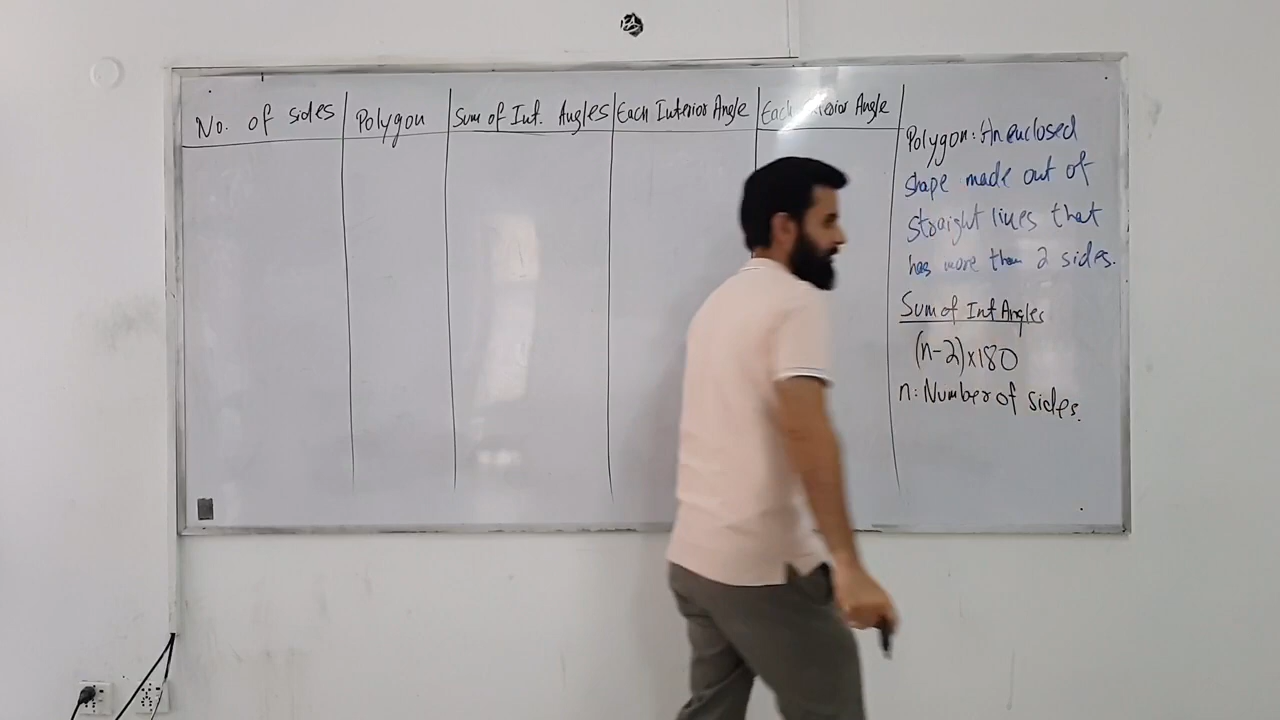 No. of sides
Polygon
Sum of Int. Angles
Each Interior Angle
Each Angle
Polygon: An enclosed
shape made out of
straight lines that
has more than 2 sides.
Sum of Int Angles
(n-2)x180
n: Number of sides.